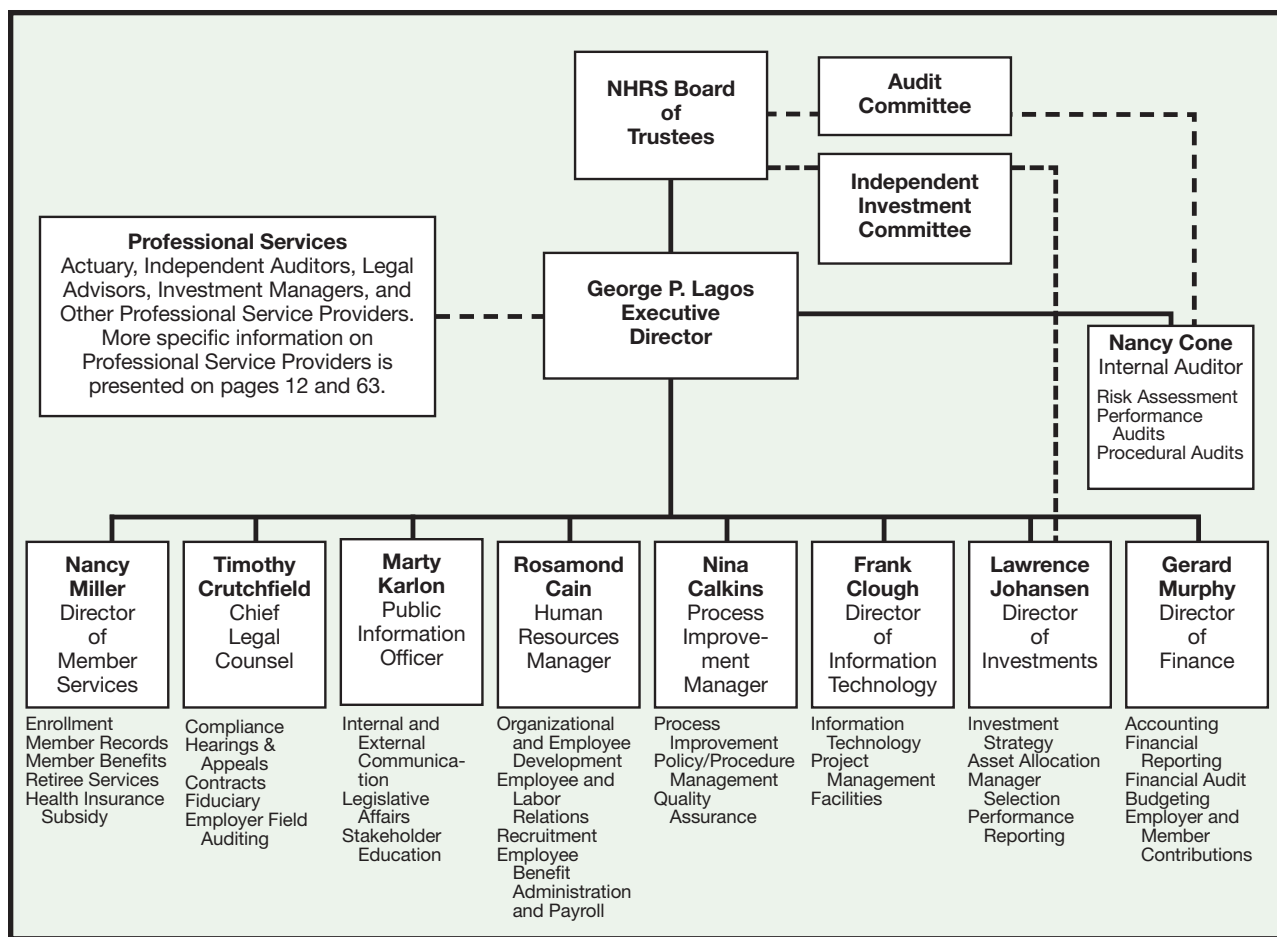 NHRS Board
of
Trustees
Audit
Committee
Independent
Investment
Committee
Professional Services
Actuary, Independent Auditors, Legal
Advisors, Investment Managers, and
Other Professional Service Providers.
More specific information on
Professional Service Providers is
presented on pages 12 and 63.
George P. Lagos
Executive
Director
Nancy Cone
Internal Auditor
Risk Assessment
Performance
Audits
Procedural Audits
Nancy
Miller
Director
of
Member
Services
Enrollment
Member Records
Member Benefits
Retiree Services
Health Insurance
Subsidy
Timothy
Crutchfield
Chief
Legal
Counsel
Compliance
Hearings &
Appeals
Contracts
Fiduciary
Employer Field
Auditing
Marty
Karlon
Public
Information
Officer
Internal and
External
Communica-
tion
Legislative
Affairs
Stakeholder
Education
Rosamond
Cain
Human
Resources
Manager
Organizational
and Employee
Development
Employee and
Labor
Relations
Recruitment
Employee
Benefit
Administration
and Payroll
Nina
Calkins
Process
Improve-
ment
Manager
Process
Improvement
Policy/Procedure
Management
Quality
Assurance
Frank
Clough
Director
of
Information
Technology
Information
Technology
Project
Management
Facilities
Lawrence
Johansen
Director
of
Investments
Investment
Strategy
Asset Allocation
Manager
Selection
Performance
Reporting
Gerard
Murphy
Director
of
Finance
Accounting
Financial
Reporting
Financial Audit
Budgeting
Employer and
Member
Contributions